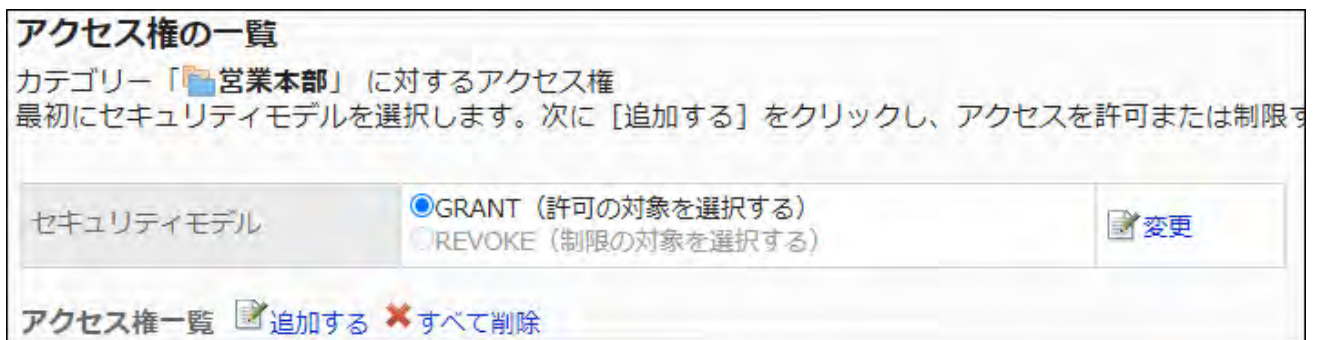 アクセス権の一覧
カテゴリー「営業本部」 に対するアクセス権
最初にセキュリティモデルを選択します。次に［追加する］をクリックし、アクセスを許可または制限す
セキュリティモデル
GRANT（許可の対象を選択する）
REVOKE（制限の対象を選択する）
変更
アクセス権一覧 追加する すべて削除